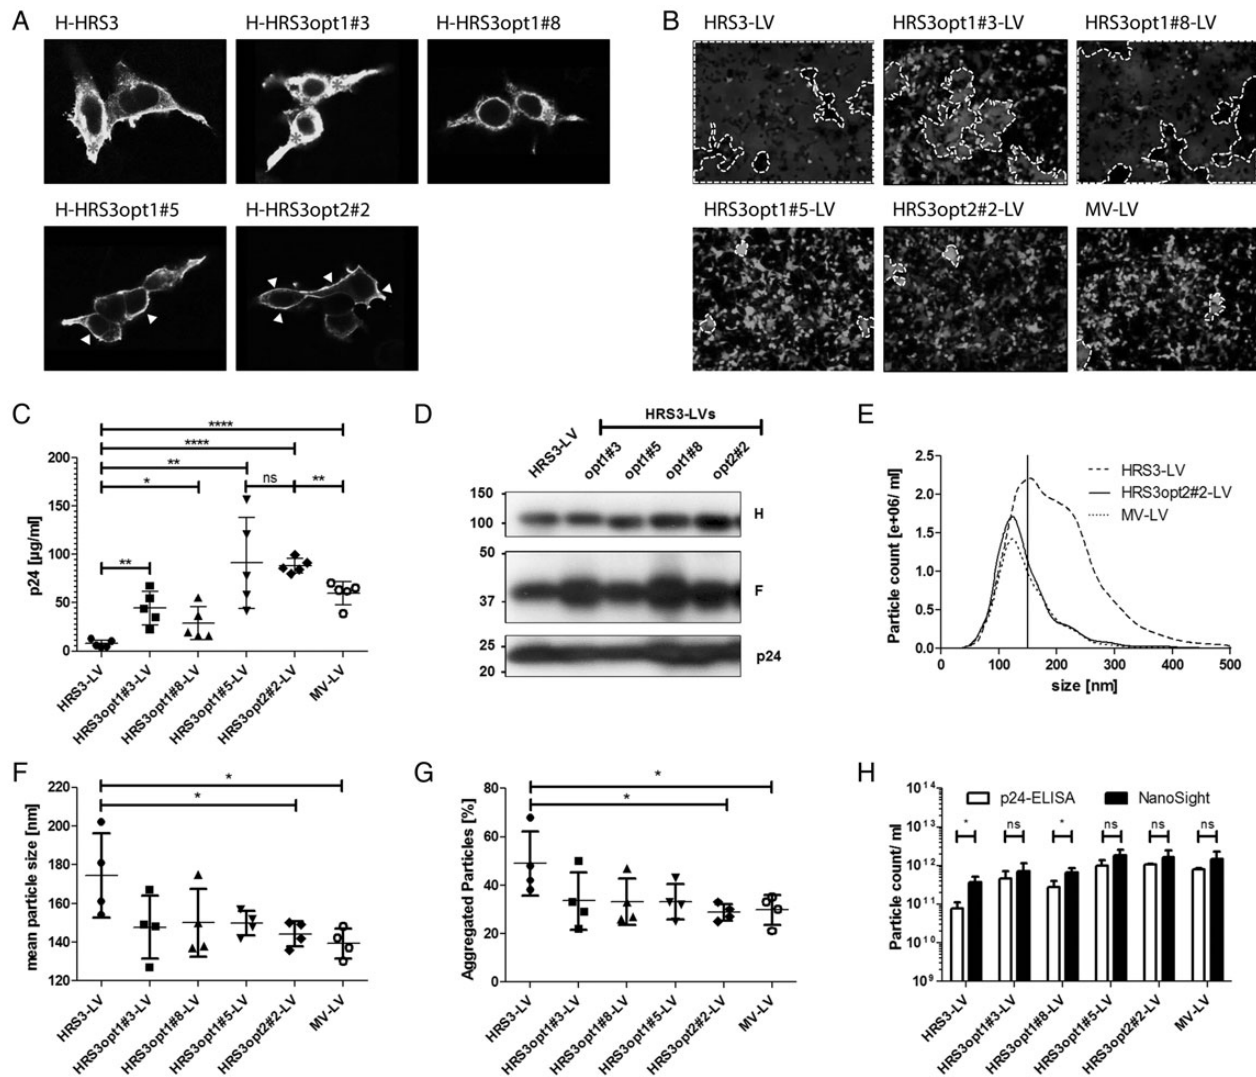 A
H-HRS3
H-HRS3opt1#3
H-HRS3opt1#8
H-HRS3opt1#5
H-HRS3opt2#2
*
*
*
B
HRS3-LV
HRS3opt1#3-LV
HRS3opt1#8-LV
HRS3opt1#5-LV
HRS3opt2#2-LV
MV-LV
C
****
****
**
ns
**
*
**
p24 [µg/ml]
200
150
100
50
0
HRS3-LV
HRS3opt1#3-LV
HRS3opt1#8-LV
HRS3opt1#5-LV
HRS3opt2#2-LV
MV-LV
D
HRS3-LVs
HRS3-LV
opt1#3
opt1#5
opt1#8
opt2#2
150
100
H
50
37
F
25
20
p24
E
HRS3-LV
HRS3opt2#2-LV
MV-LV
Particle count [e+06/ ml]
2.5
2.0
1.5
1.0
0.5
0.0
0
100
200
300
400
500
size [nm]
F
*
*
mean particle size [nm]
220
200
180
160
140
120
HRS3-LV
HRS3opt1#3-LV
HRS3opt1#8-LV
HRS3opt1#5-LV
HRS3opt2#2-LV
MV-LV
G
*
*
Aggregated Particles [%]
80
60
40
20
0
HRS3-LV
HRS3opt1#3-LV
HRS3opt1#8-LV
HRS3opt1#5-LV
HRS3opt2#2-LV
MV-LV
H
p24-ELISA
NanoSight
*
ns
*
ns
ns
ns
Particle count/ ml
10¹⁴
10¹³
10¹²
10¹¹
10¹⁰
10⁹
HRS3-LV
HRS3opt1#3-LV
HRS3opt1#8-LV
HRS3opt1#5-LV
HRS3opt2#2-LV
MV-LV